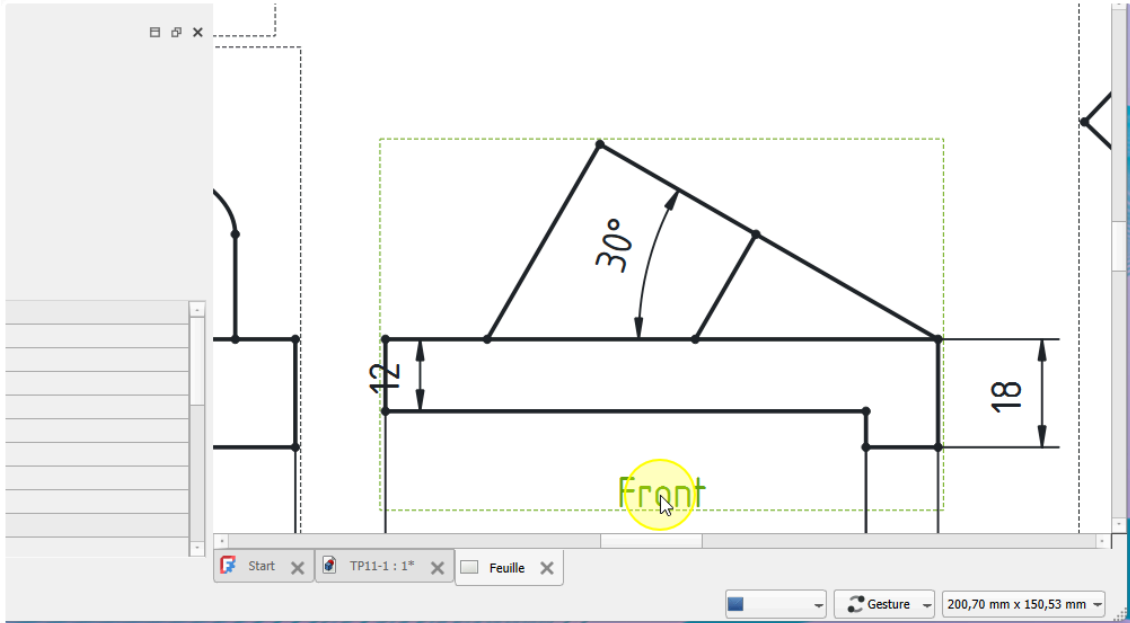 30°
12
18
Front
Start
TP11-1 : 1*
Feuille
Gesture
200,70 mm x 150,53 mm